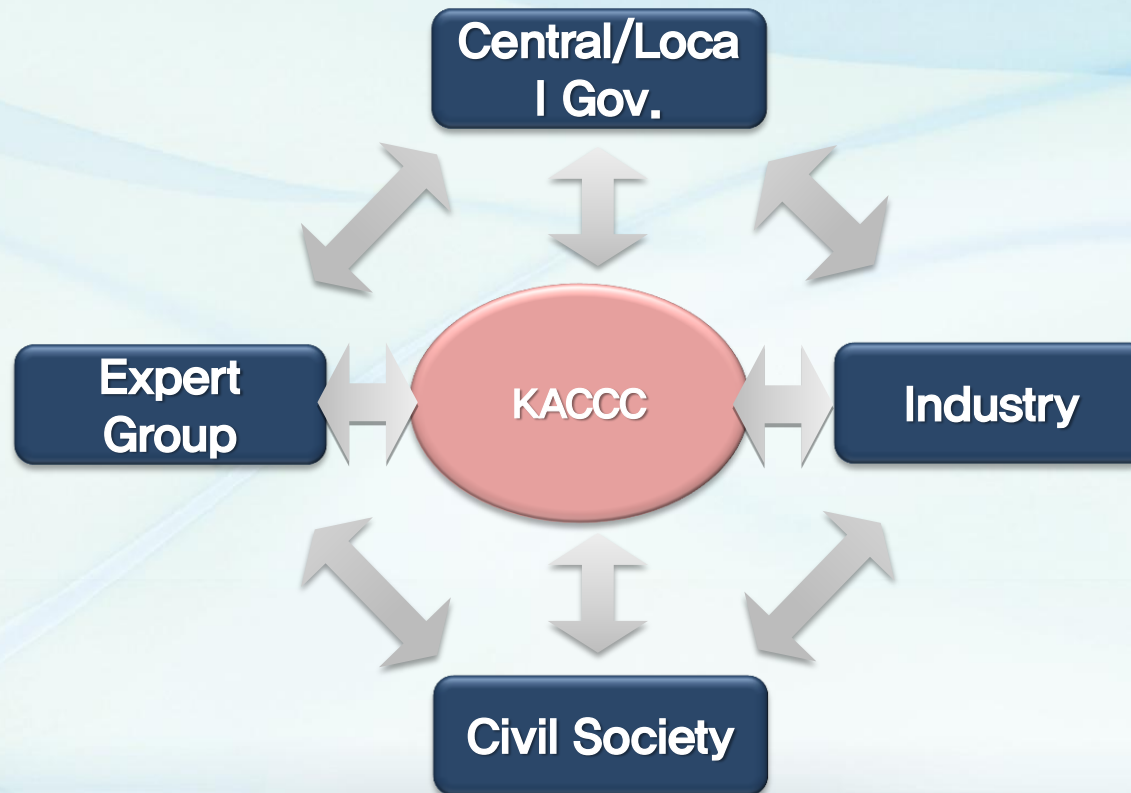 Central/Loca
l Gov.
Expert
Group
KACCC
Industry
Civil Society